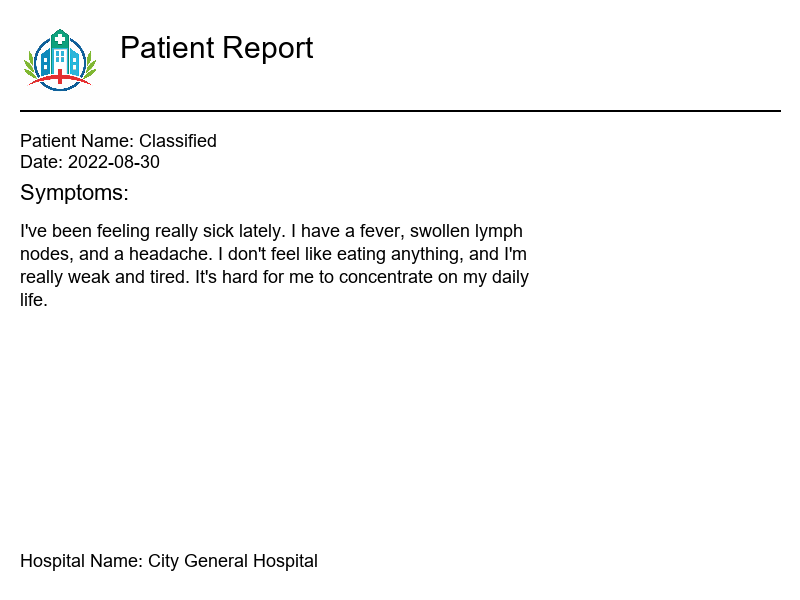 Patient Report
Patient Name: Classified
Date: 2022-08-30
Symptoms:
I've been feeling really sick lately. I have a fever, swollen lymph
nodes, and a headache. I don't feel like eating anything, and I'm
really weak and tired. It's hard for me to concentrate on my daily
life.
Hospital Name: City General Hospital